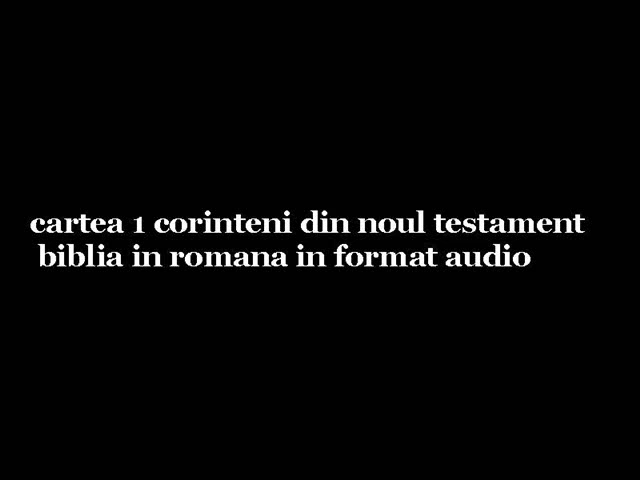 cartea 1 corinteni din noul testament
biblia in romana in format audio